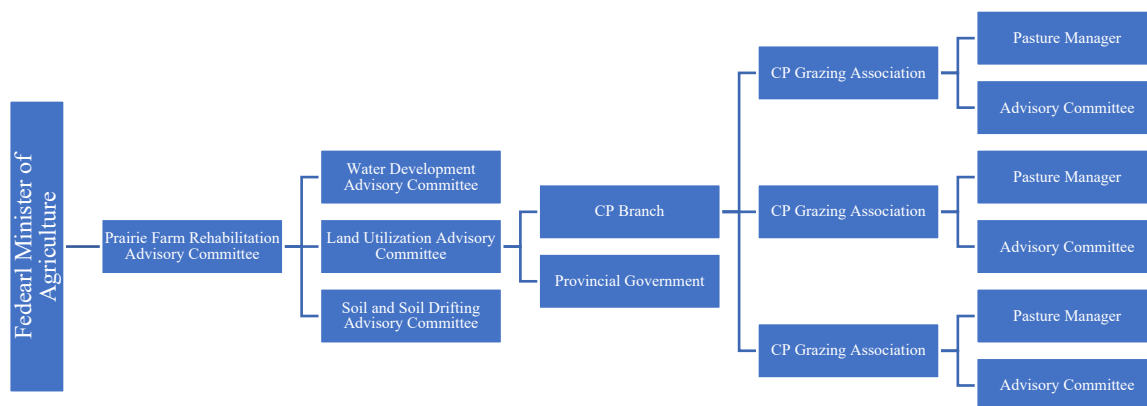 Fedearl Minister of
Agriculture
Prairie Farm Rehabilitation
Advisory Committee
Water Development
Advisory Committee
Land Utilization Advisory
Committee
Soil and Soil Drifting
Advisory Committee
CP Branch
Provincial Government
CP Grazing Association
Pasture Manager
Advisory Committee
CP Grazing Association
Pasture Manager
Advisory Committee
CP Grazing Association
Pasture Manager
Advisory Committee